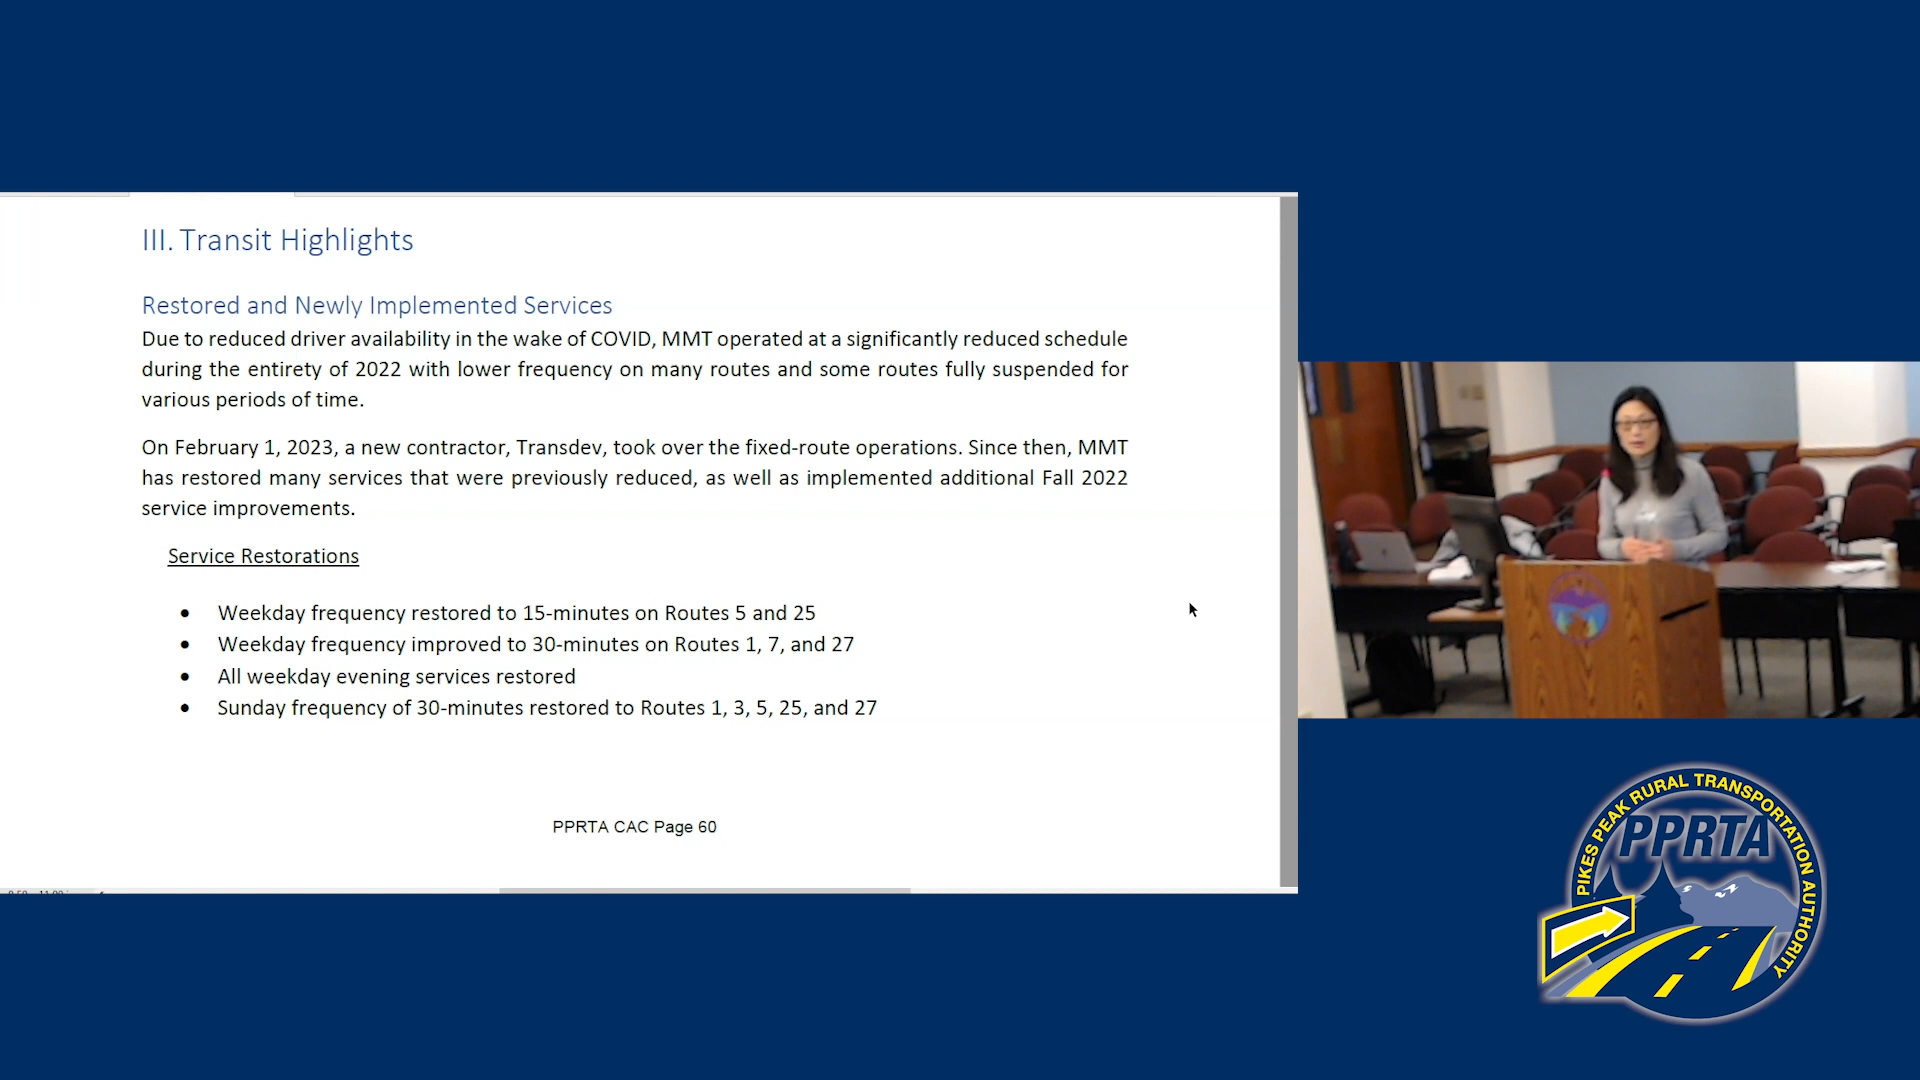 III. Transit Highlights
Restored and Newly Implemented Services
Due to reduced driver availability in the wake of COVID, MMT operated at a significantly reduced schedule
during the entirety of 2022 with lower frequency on many routes and some routes fully suspended for
various periods of time.
On February 1, 2023, a new contractor, Transdev, took over the fixed-route operations. Since then, MMT
has restored many services that were previously reduced, as well as implemented additional Fall 2022
service improvements.
Service Restorations
• Weekday frequency restored to 15-minutes on Routes 5 and 25
• Weekday frequency improved to 30-minutes on Routes 1, 7, and 27
• All weekday evening services restored
• Sunday frequency of 30-minutes restored to Routes 1, 3, 5, 25, and 27
PPRTA CAC Page 60
PIKES PEAK RURAL TRANSPORTATION AUTHORITY
PPRTA